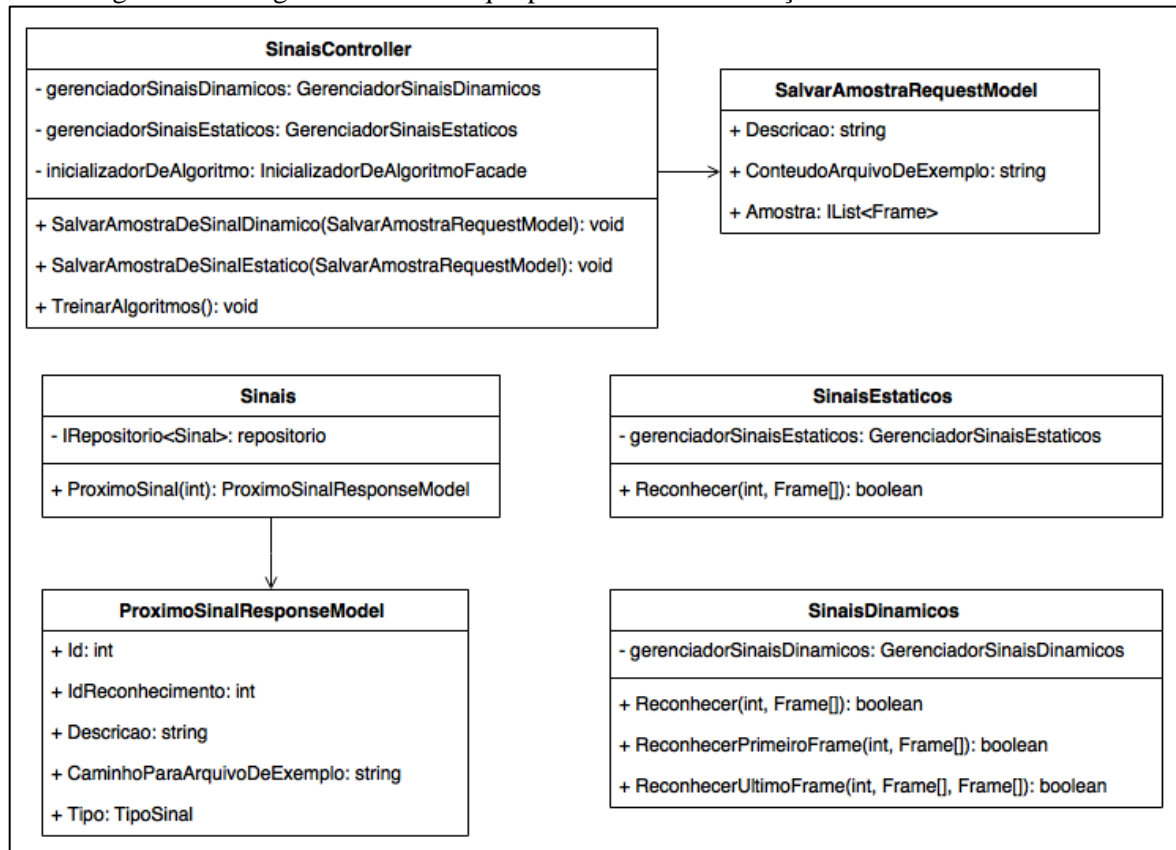 SinaisController
- gerenciadorSinaisDinamicos: GerenciadorSinaisDinamicos
- gerenciadorSinaisEstaticos: GerenciadorSinaisEstaticos
- inicializadorDeAlgoritmo: InicializadorDeAlgoritmoFacade
+ SalvarAmostraDeSinalDinamico(SalvarAmostraRequestModel): void
+ SalvarAmostraDeSinalEstatico(SalvarAmostraRequestModel): void
+ TreinarAlgoritmos(): void
SalvarAmostraRequestModel
+ Descricao: string
+ ConteudoArquivoDeExemplo: string
+ Amostra: IList<Frame>
Sinais
- IRepositorio<Sinal>: repositorio
+ ProximoSinal(int): ProximoSinalResponseModel
SinaisEstaticos
- gerenciadorSinaisEstaticos: GerenciadorSinaisEstaticos
+ Reconhecer(int, Frame[]): boolean
ProximoSinalResponseModel
+ Id: int
+ IdReconhecimento: int
+ Descricao: string
+ CaminhoParaArquivoDeExemplo: string
+ Tipo: TipoSinal
SinaisDinamicos
- gerenciadorSinaisDinamicos: GerenciadorSinaisDinamicos
+ Reconhecer(int, Frame[]): boolean
+ ReconhecerPrimeiroFrame(int, Frame[]): boolean
+ ReconhecerUltimoFrame(int, Frame[], Frame[]): boolean